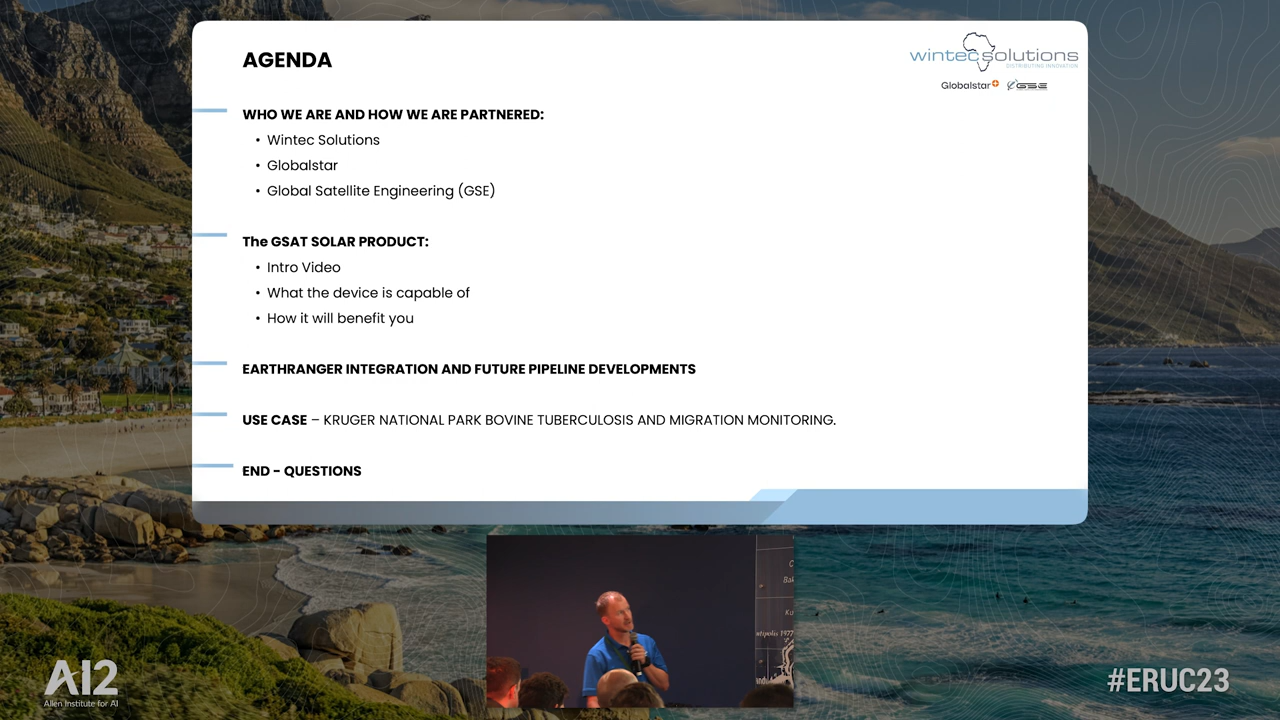 AGENDA
wintecsolutions
DISTRIBUTING INNOVATION
Globalstar
GSE
WHO WE ARE AND HOW WE ARE PARTNERED:
• Wintec Solutions
• Globalstar
• Global Satellite Engineering (GSE)
The GSAT SOLAR PRODUCT:
• Intro Video
• What the device is capable of
• How it will benefit you
EARTHRANGER INTEGRATION AND FUTURE PIPELINE DEVELOPMENTS
USE CASE – KRUGER NATIONAL PARK BOVINE TUBERCULOSIS AND MIGRATION MONITORING.
END - QUESTIONS
1977
AI2
Allen Institute for AI
#ERUC23